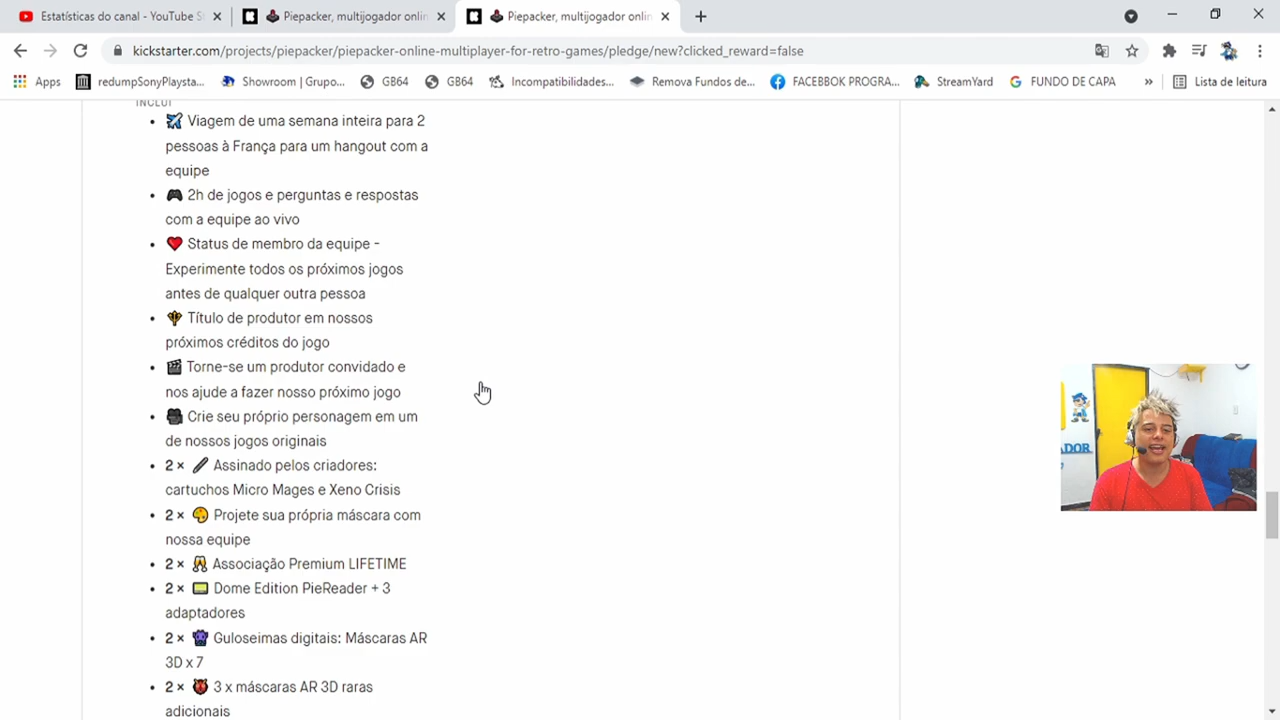 Estatísticas do canal - YouTube S
Piepacker, multijogador onlin
Piepacker, multijogador onlin
kickstarter.com/projects/piepacker/piepacker-online-multiplayer-for-retro-games/pledge/new?clicked_reward=false
Apps
redumpSonyPlaysta...
Showroom | Grupo...
GB64
GB64
Incompatibilidades...
Remova Fundos de...
FACEBBOK PROGRA...
StreamYard
FUNDO DE CAPA
»
Lista de leitura
INCLUI
Viagem de uma semana inteira para 2
pessoas à França para um hangout com a
equipe
2h de jogos e perguntas e respostas
com a equipe ao vivo
Status de membro da equipe -
Experimente todos os próximos jogos
antes de qualquer outra pessoa
Título de produtor em nossos
próximos créditos do jogo
Torne-se um produtor convidado e
nos ajude a fazer nosso próximo jogo
Crie seu próprio personagem em um
de nossos jogos originais
2 × Assinado pelos criadores:
cartuchos Micro Mages e Xeno Crisis
2 × Projete sua própria máscara com
nossa equipe
2 × Associação Premium LIFETIME
2 × Dome Edition PieReader + 3
adaptadores
2 × Guloseimas digitais: Máscaras AR
3D x 7
2 × 3 x máscaras AR 3D raras
adicionais
ADOR